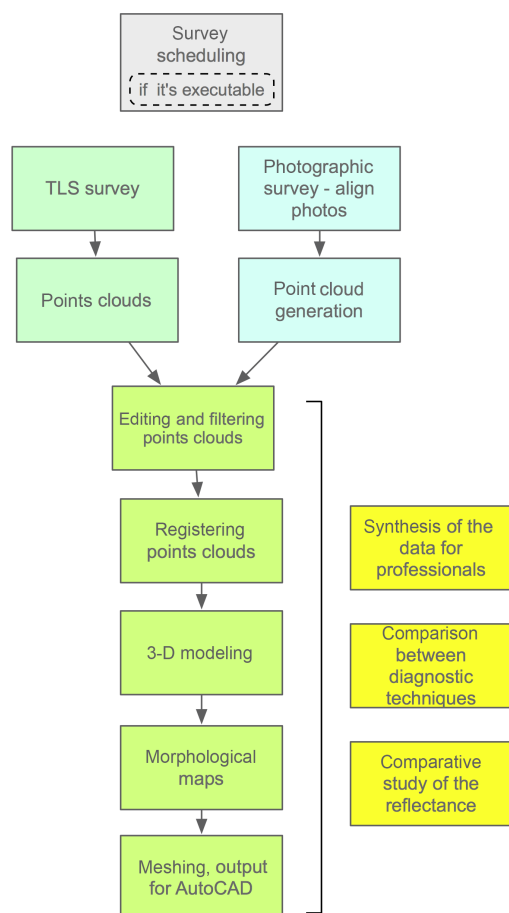 Survey
scheduling
if it's executable
TLS survey
Photographic
survey - align
photos
Points clouds
Point cloud
generation
Editing and filtering
points clouds
Registering
points clouds
3-D modeling
Morphological
maps
Meshing, output
for AutoCAD
Synthesis of the
data for
professionals
Comparison
between
diagnostic
techniques
Comparative
study of the
reflectance